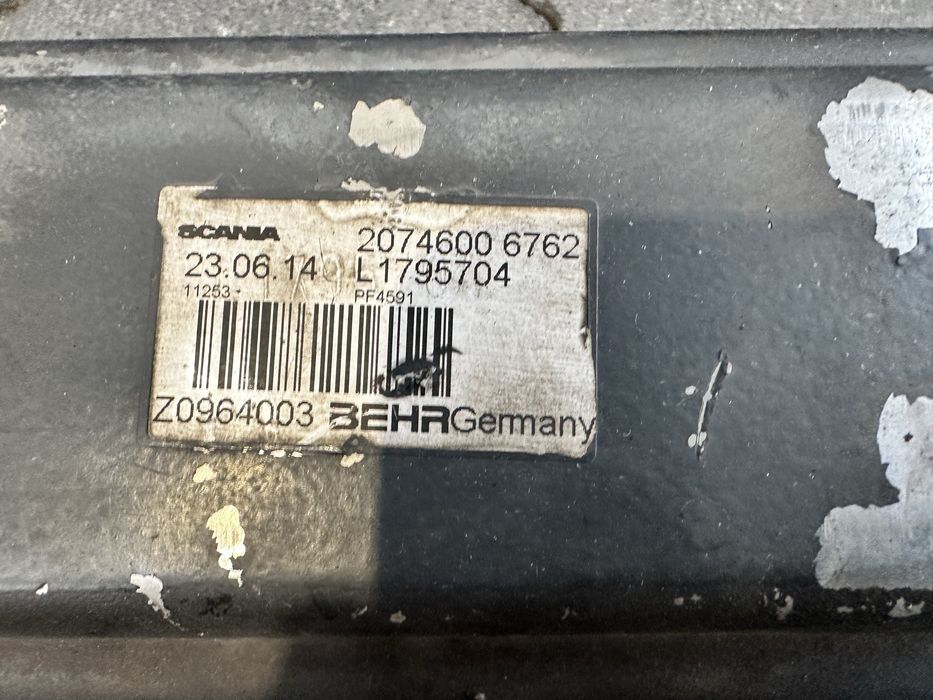 SCANIA 2074600 6762
23.06.14 L1795704
11253- PF4591
Z0964003 BEHR Germany